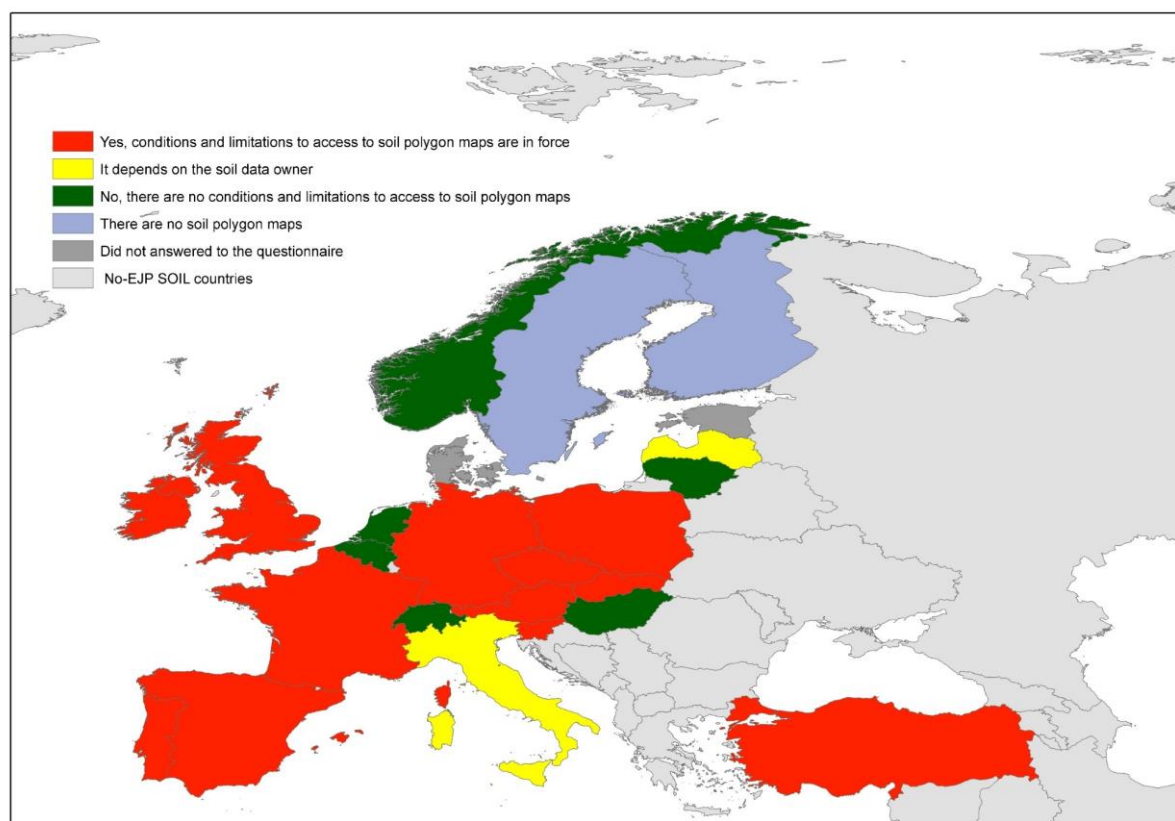 Yes, conditions and limitations to access to soil polygon maps are in force
It depends on the soil data owner
No, there are no conditions and limitations to access to soil polygon maps
There are no soil polygon maps
Did not answered to the questionnaire
No-EJP SOIL countries